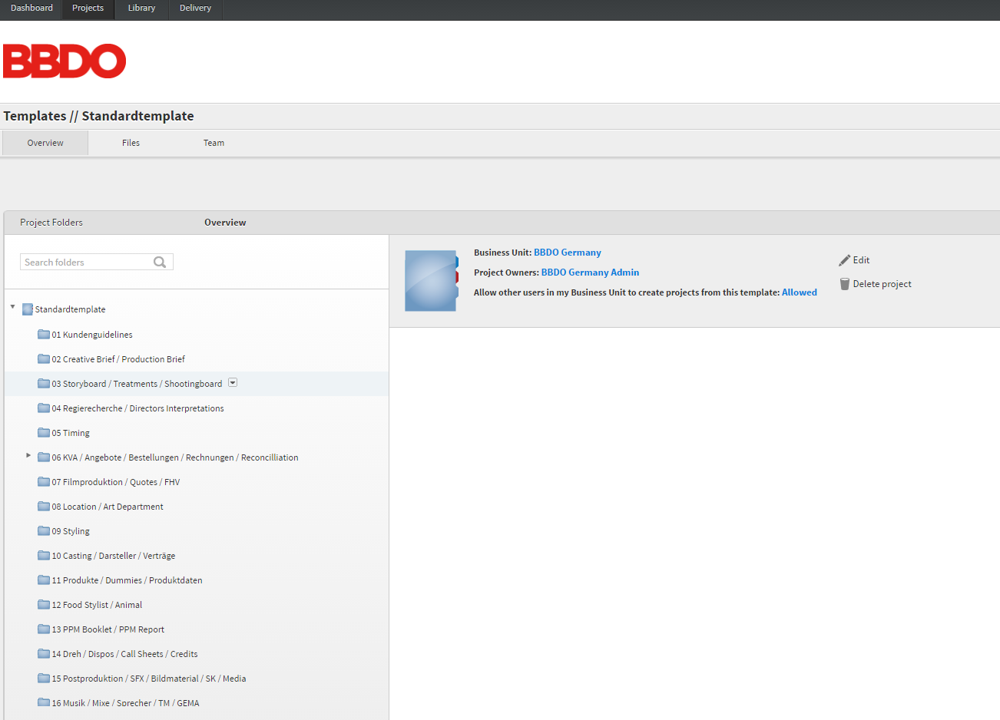 Dashboard Projects Library Delivery
BBDO
Templates // Standardtemplate
Overview Files Team
Project Folders Overview
Search folders
Business Unit: BBDO Germany
Project Owners: BBDO Germany Admin
Allow other users in my Business Unit to create projects from this template: Allowed
Edit
Delete project
Standardtemplate
01 Kundenguidelines
02 Creative Brief / Production Brief
03 Storyboard / Treatments / Shootingboard
04 Regierecherche / Directors Interpretations
05 Timing
06 KVA / Angebote / Bestellungen / Rechnungen / Reconcilliation
07 Filmproduktion / Quotes / FHV
08 Location / Art Department
09 Styling
10 Casting / Darsteller / Verträge
11 Produkte / Dummies / Produktdaten
12 Food Stylist / Animal
13 PPM Booklet / PPM Report
14 Dreh / Dispos / Call Sheets / Credits
15 Postproduktion / SFX / Bildmaterial / SK / Media
16 Musik / Mixe / Sprecher / TM / GEMA